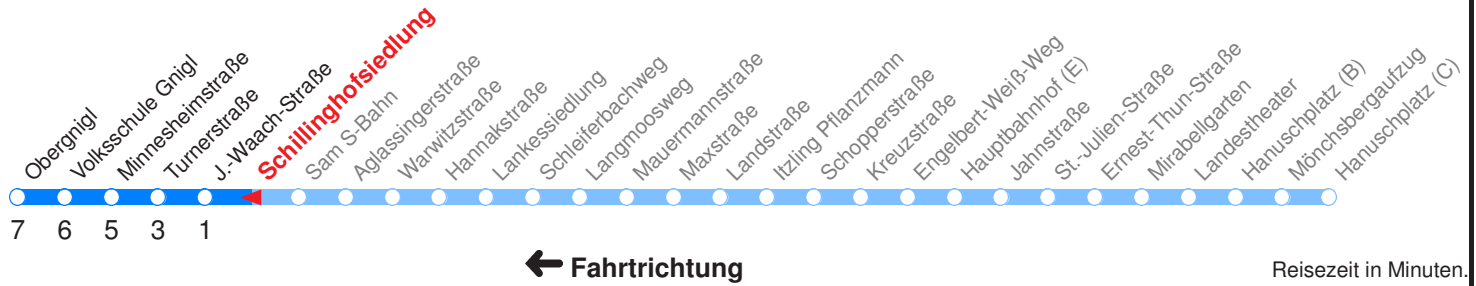 Obergnigl
Volksschule Gnigl
Minnesheimstraße
Turnerstraße
J.-Waach-Straße
Schillinghofsiedlung
Sam S-Bahn
Aglassingerstraße
Warwitzstraße
Hannakstraße
Lankessiedlung
Schleiferbachweg
Langmoosweg
Mauermannstraße
Maxstraße
Landstraße
Itzling Pflanzmann
Schopperstraße
Kreuzstraße
Engelbert-Weiß-Weg
Hauptbahnhof (E)
Jahnstraße
St.-Julien-Straße
Ernest-Thun-Straße
Mirabellgarten
Landestheater
Hanuschplatz (B)
Mönchsbergaufzug
Hanuschplatz (C)
7 6 5 3 1
Fahrtrichtung
Reisezeit in Minuten.